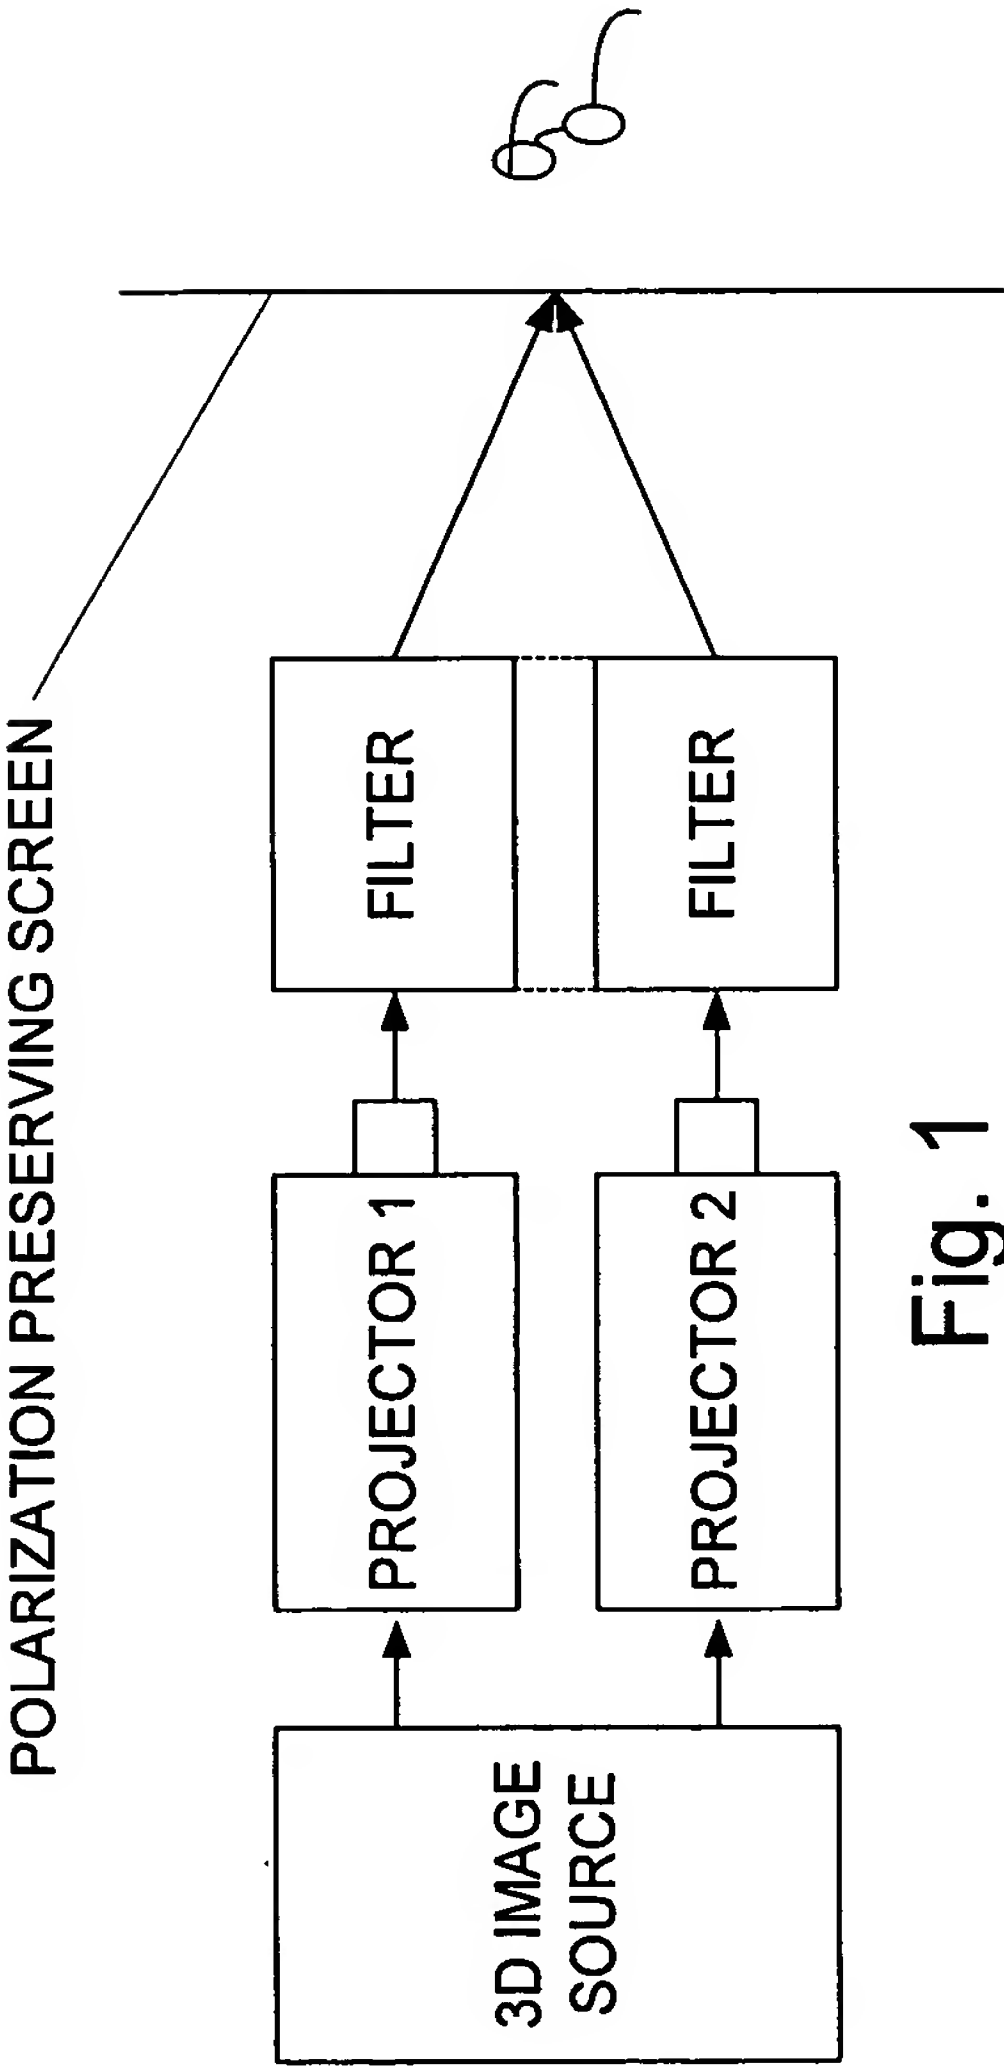 POLARIZATION PRESERVING SCREEN
3D IMAGE
SOURCE
PROJECTOR 1
FILTER
PROJECTOR 2
FILTER
Fig. 1